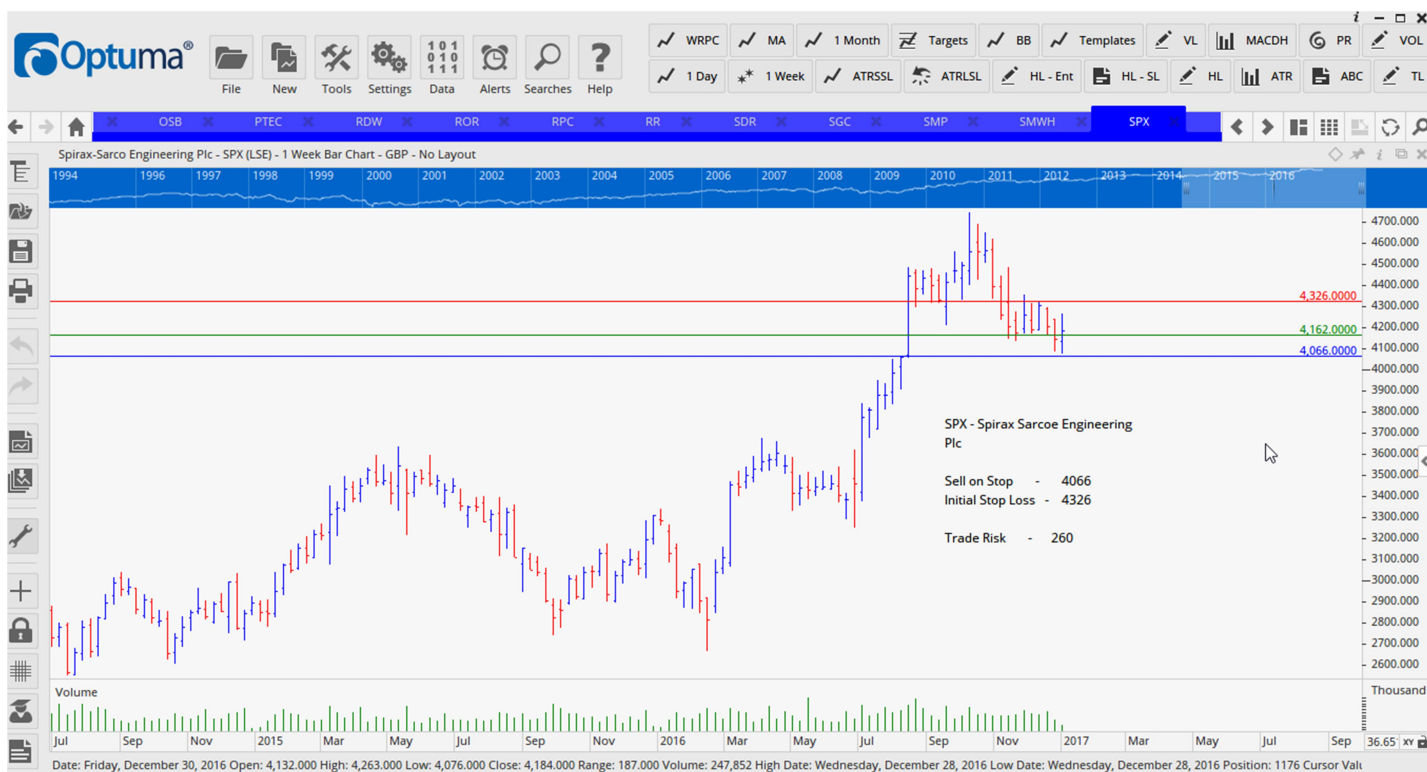 Optuma®
File
New
Tools
Settings
101
010
111
Data
Alerts
Searches
Help
WRPC
MA
1 Month
Targets
BB
Templates
VL
MACDH
PR
VOL
1 Day
1 Week
ATRSSL
ATRLSL
HL - Ent
HL - SL
HL
ATR
ABC
TL
OSB
PTEC
RDW
ROR
RPC
RR
SDR
SGC
SMP
SMWH
SPX
Spirax-Sarco Engineering Plc - SPX (LSE) - 1 Week Bar Chart - GBP - No Layout
1994 1996 1997 1998 1999 2000 2001 2002 2003 2004 2005 2006 2007 2008 2009 2010 2011 2012 2013 2014 2015 2016
4700.000
4600.000
4500.000
4400.000
4300.000
4200.000
4100.000
4000.000
3900.000
3800.000
3700.000
3600.000
3500.000
3400.000
3300.000
3200.000
3100.000
3000.000
2900.000
2800.000
2700.000
2600.000
4,326.0000
4,162.0000
4,066.0000
SPX - Spirax Sarcoe Engineering
Plc
Sell on Stop - 4066
Initial Stop Loss - 4326
Trade Risk - 260
Volume
Thousand
Jul Sep Nov 2015 Mar May Jul Sep Nov 2016 Mar May Jul Sep Nov 2017 Mar May Jul Sep
36.65 XY
Date: Friday, December 30, 2016 Open: 4,132.000 High: 4,263.000 Low: 4,076.000 Close: 4,184.000 Range: 187.000 Volume: 247,852 High Date: Wednesday, December 28, 2016 Low Date: Wednesday, December 28, 2016 Position: 1176 Cursor Valu